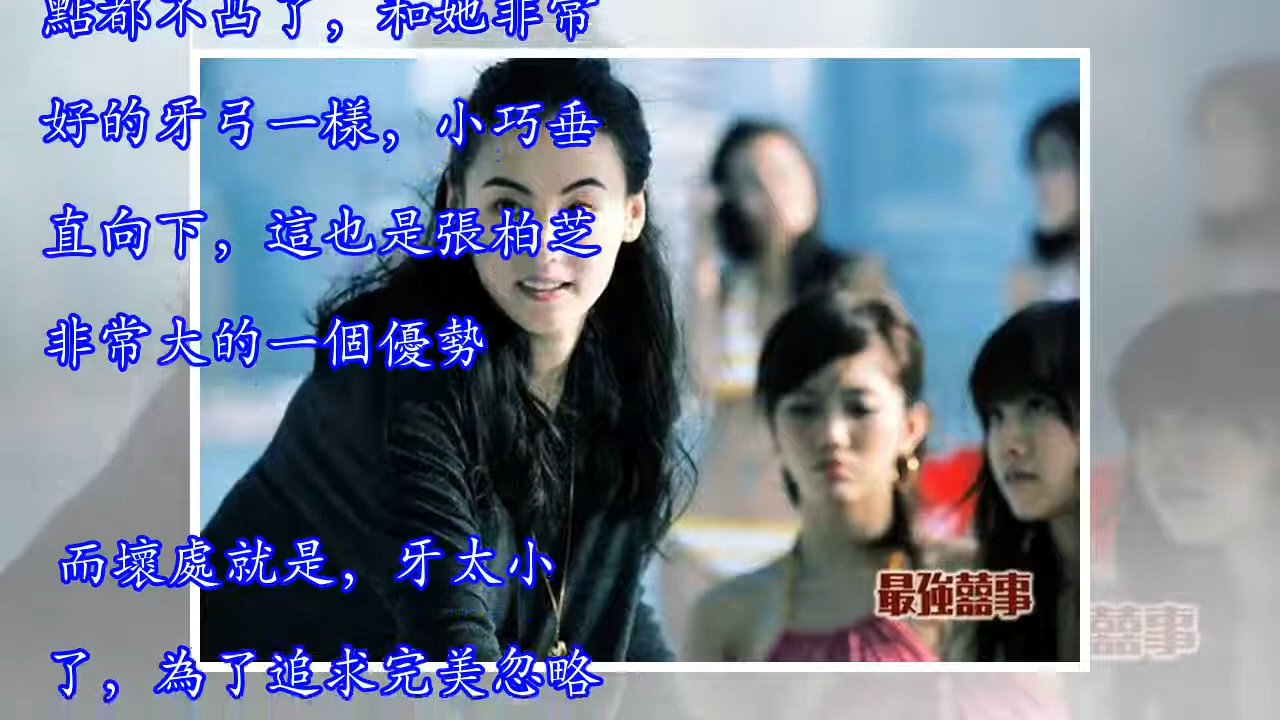 點都不凸了，和她非常
好的牙弓一樣，小巧垂
直向下，這也是張柏芝
非常大的一個優勢
而壞處就是，牙太小
了，為了追求完美忽略
最強囍事
囍事